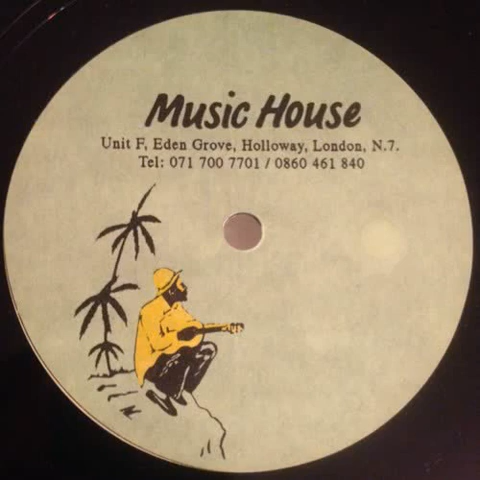 Music House
Unit F, Eden Grove, Holloway, London, N.7.
Tel: 071 700 7701 / 0860 461 840